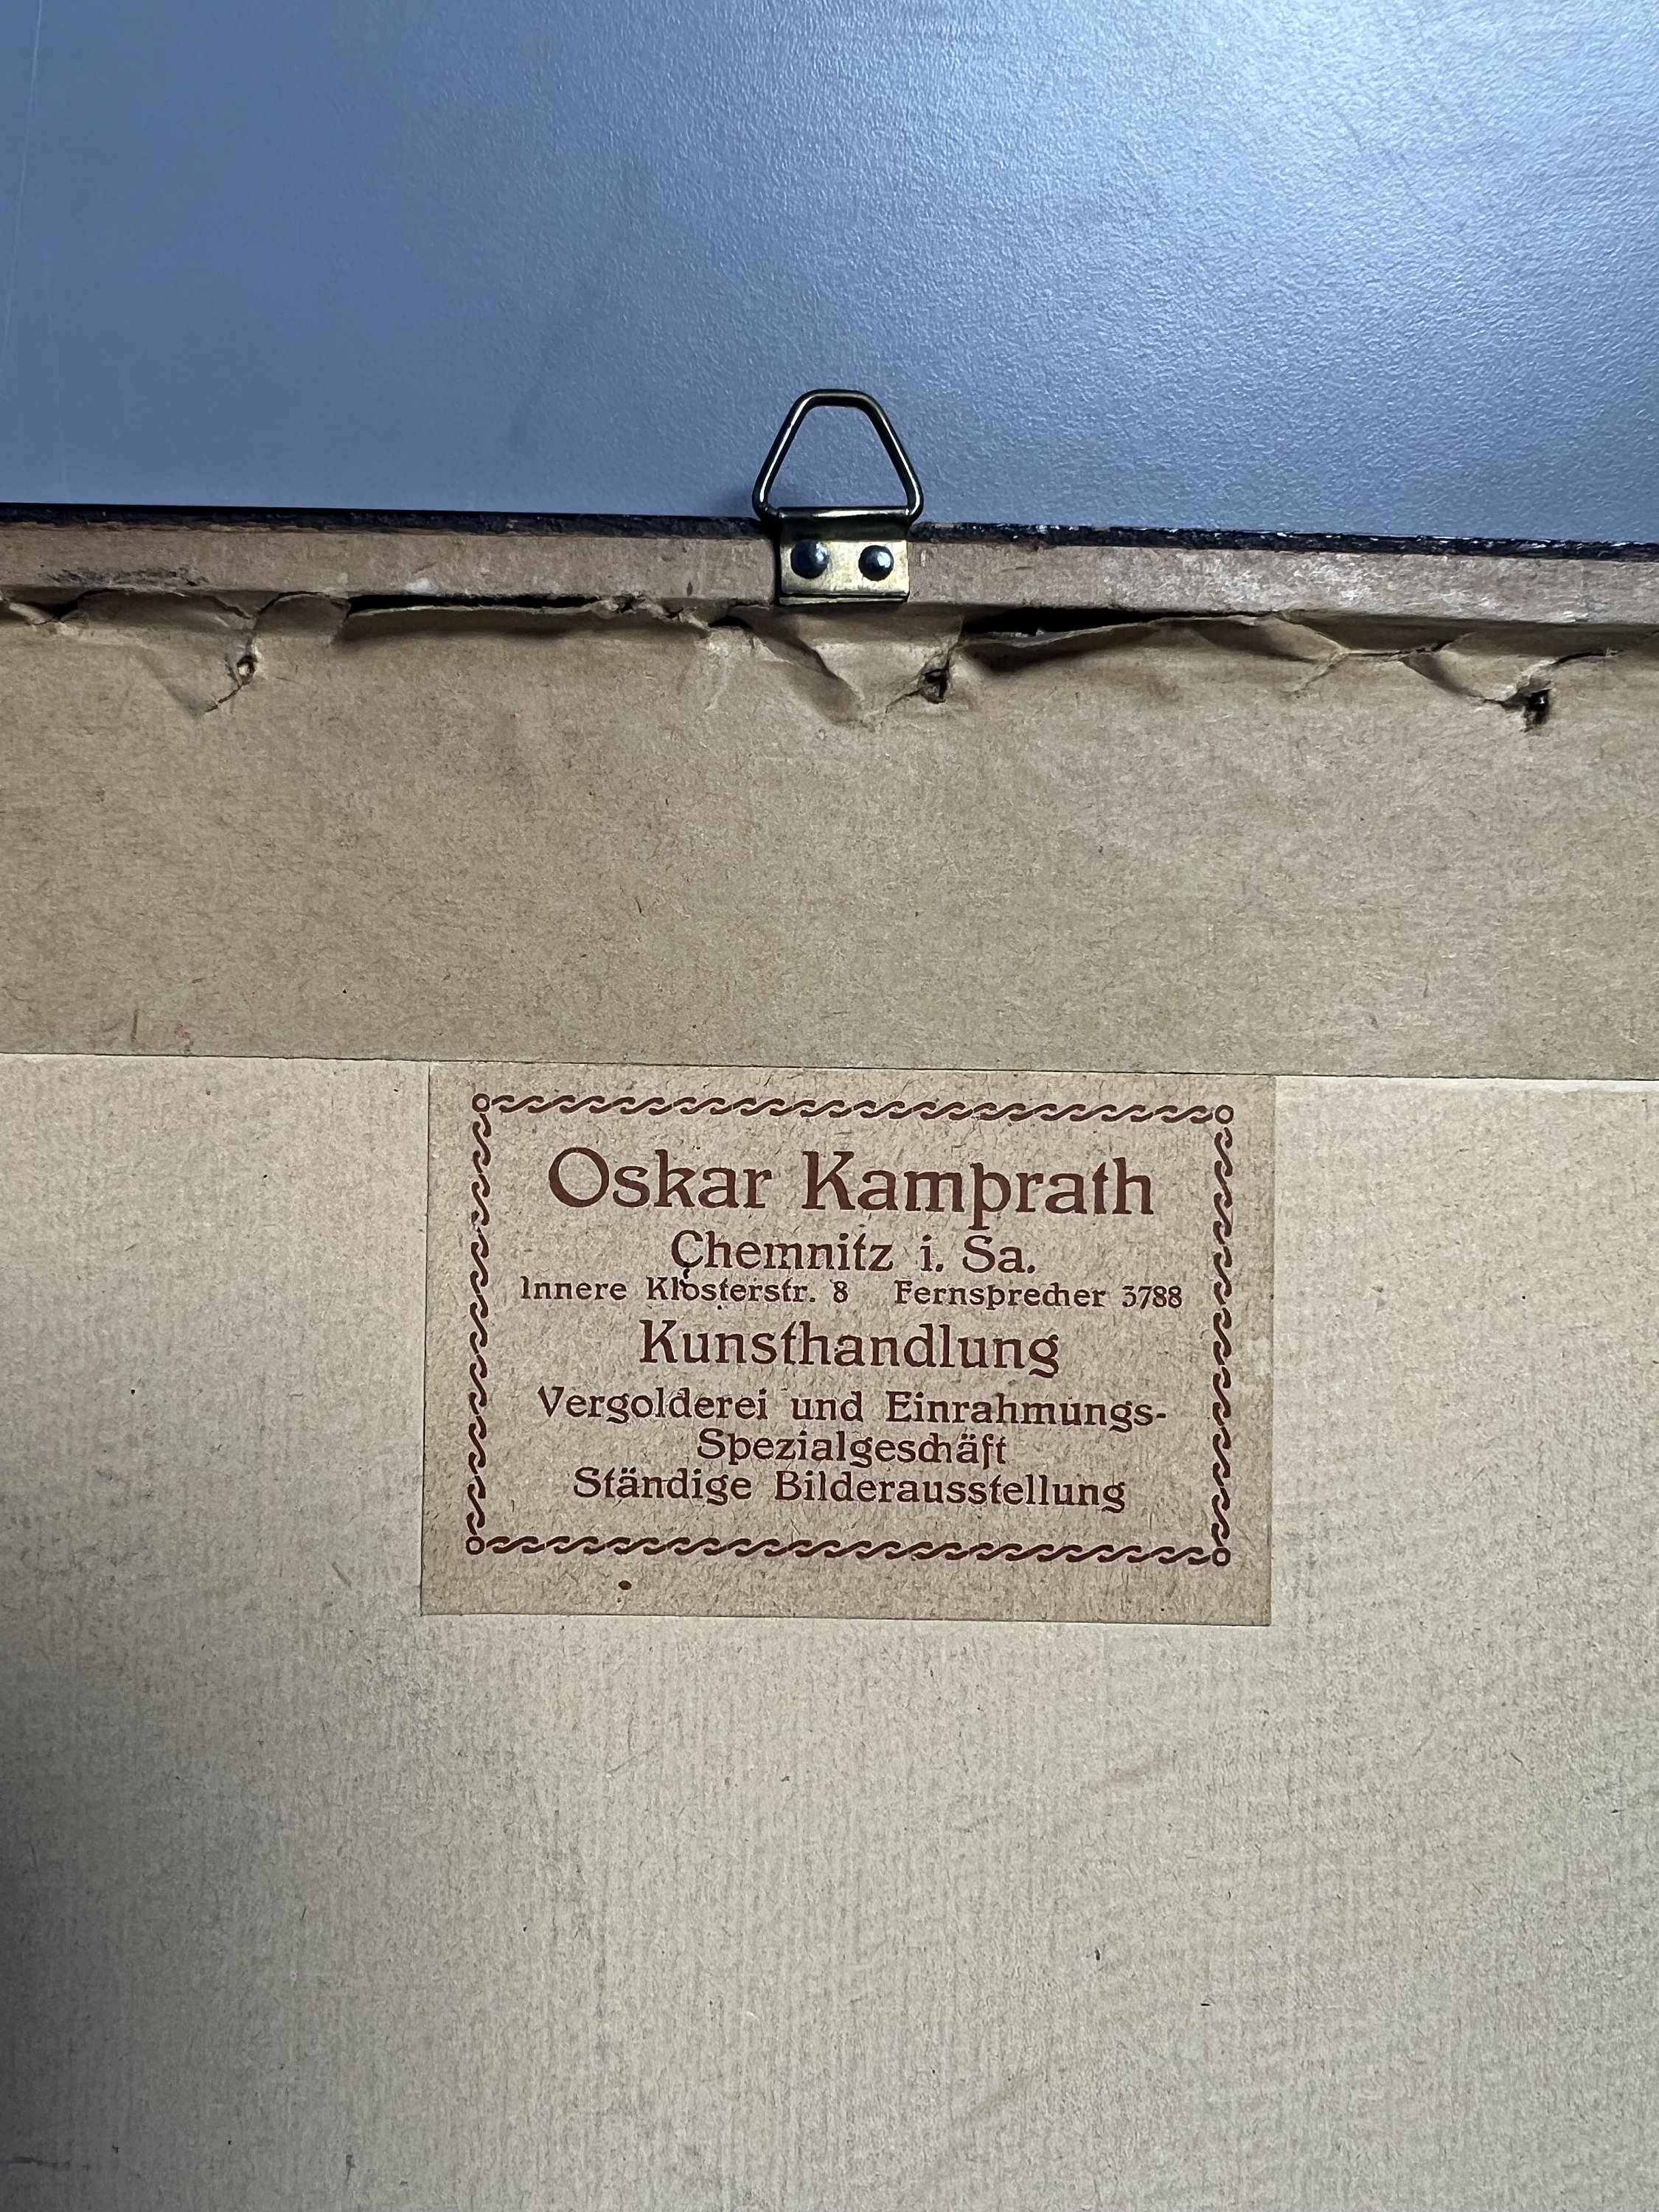 Oskar Kamprath
Chemnitz i. Sa.
Innere Klosterstr. 8 Fernsprecher 3788
Kunsthandlung
Vergolderei und Einrahmungs-
Spezialgeschäft
Ständige Bilderausstellung